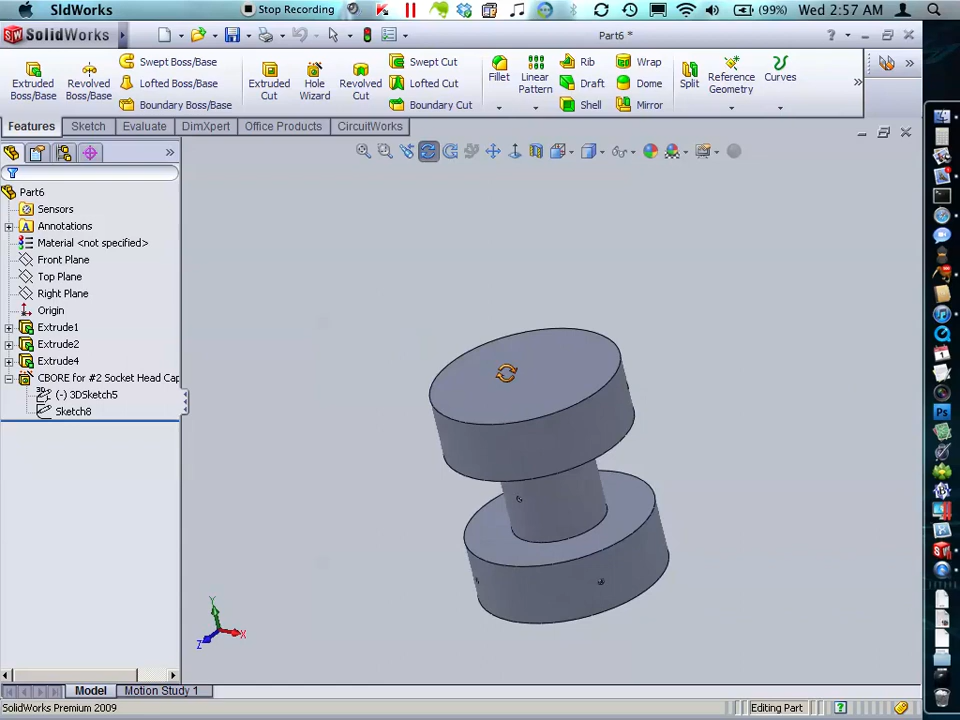 SldWorks
Stop Recording
(99%)
Wed 2:57 AM
SolidWorks
Part6 *
Extruded Boss/Base
Revolved Boss/Base
Swept Boss/Base
Lofted Boss/Base
Boundary Boss/Base
Extruded Cut
Hole Wizard
Revolved Cut
Swept Cut
Lofted Cut
Boundary Cut
Fillet
Linear Pattern
Rib
Draft
Shell
Wrap
Dome
Mirror
Split
Reference Geometry
Curves
Features
Sketch
Evaluate
DimXpert
Office Products
CircuitWorks
Part6
Sensors
Annotations
Material <not specified>
Front Plane
Top Plane
Right Plane
Origin
Extrude1
Extrude2
Extrude4
CBORE for #2 Socket Head Cap
(-) 3DSketch5
Sketch8
Y
X
Z
Model
Motion Study 1
SolidWorks Premium 2009
Editing Part